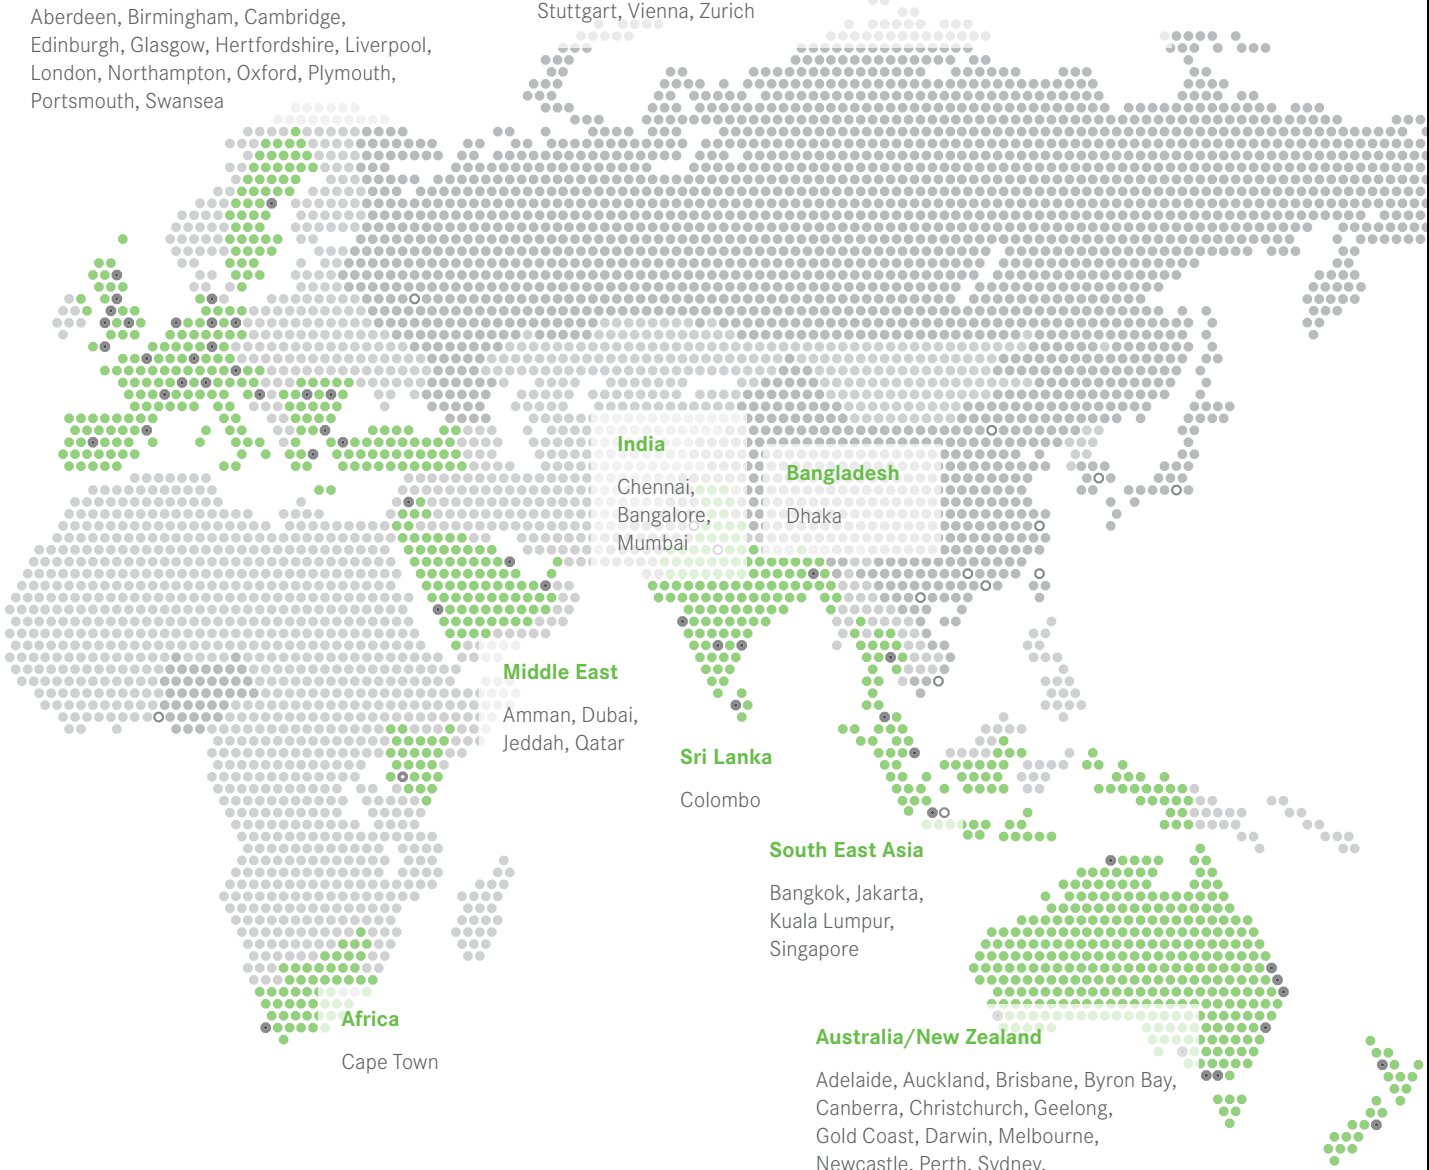 Aberdeen, Birmingham, Cambridge,
Edinburgh, Glasgow, Hertfordshire, Liverpool,
London, Northampton, Oxford, Plymouth,
Portsmouth, Swansea
Stuttgart, Vienna, Zurich
India
Chennai,
Bangalore,
Mumbai
Bangladesh
Dhaka
Middle East
Amman, Dubai,
Jeddah, Qatar
Sri Lanka
Colombo
South East Asia
Bangkok, Jakarta,
Kuala Lumpur,
Singapore
Africa
Cape Town
Australia/New Zealand
Adelaide, Auckland, Brisbane, Byron Bay,
Canberra, Christchurch, Geelong,
Gold Coast, Darwin, Melbourne,
Newcastle, Perth, Sydney,